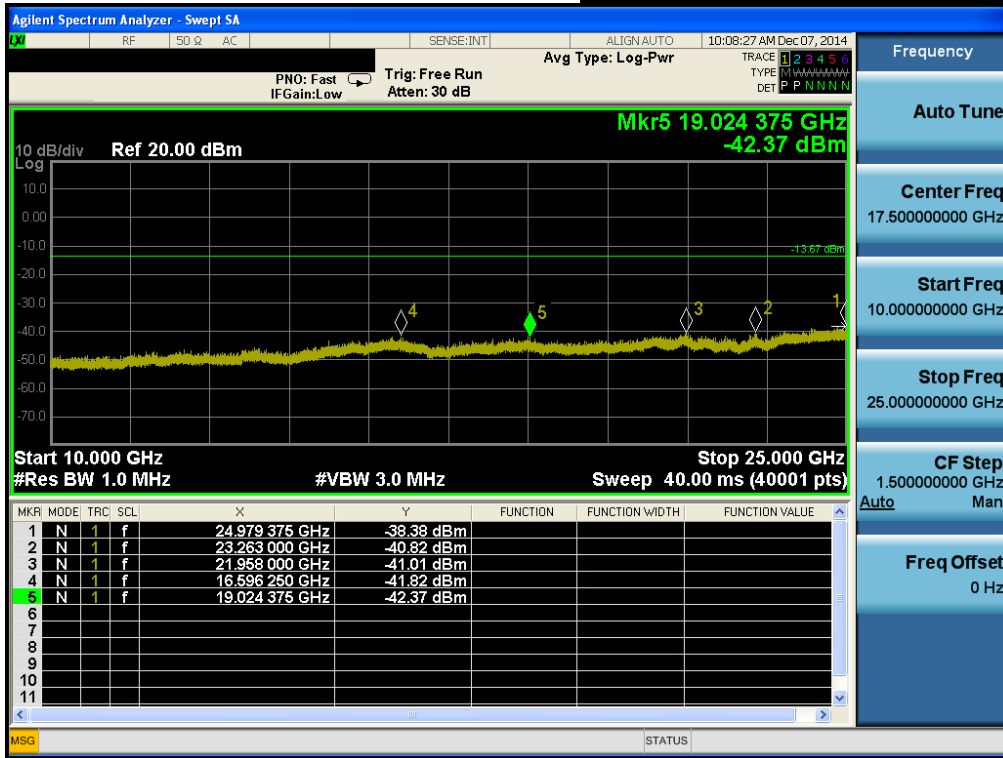 Agilent Spectrum Analyzer - Swept SA
LXI RF 50 Ω AC SENSE:INT ALIGN AUTO 10:08:27 AM Dec 07, 2014
PNO: Fast IFGain:Low
Trig: Free Run
Atten: 30 dB
Avg Type: Log-Pwr
TRACE 1 2 3 4 5 6
TYPE M WWWWW
DET P P N N N N
Mkr5 19.024 375 GHz
-42.37 dBm
10 dB/div Ref 20.00 dBm
Log
10.0
0.00
-10.0
-20.0
-30.0
-40.0
-50.0
-60.0
-70.0
-13.67 dBm
4
5
3
2
1
Start 10.000 GHz Stop 25.000 GHz
#Res BW 1.0 MHz #VBW 3.0 MHz Sweep 40.00 ms (40001 pts)
MKR MODE TRC SCL X Y FUNCTION FUNCTION WIDTH FUNCTION VALUE
1 N 1 f 24.979 375 GHz -38.38 dBm
2 N 1 f 23.263 000 GHz -40.82 dBm
3 N 1 f 21.958 000 GHz -41.01 dBm
4 N 1 f 16.596 250 GHz -41.82 dBm
5 N 1 f 19.024 375 GHz -42.37 dBm
6
7
8
9
10
11
MSG STATUS
Frequency
Auto Tune
Center Freq
17.500000000 GHz
Start Freq
10.000000000 GHz
Stop Freq
25.000000000 GHz
CF Step
1.500000000 GHz
Auto Man
Freq Offset
0 Hz